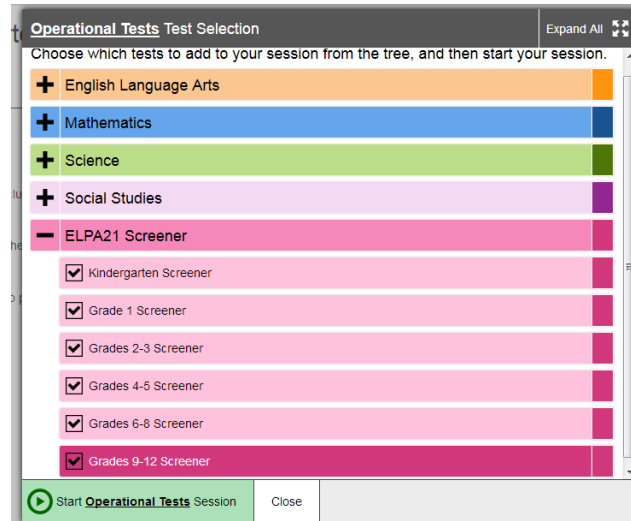 Operational Tests Test Selection
Expand All
Choose which tests to add to your session from the tree, and then start your session.
English Language Arts
Mathematics
Science
Social Studies
ELPA21 Screener
Kindergarten Screener
Grade 1 Screener
Grades 2-3 Screener
Grades 4-5 Screener
Grades 6-8 Screener
Grades 9-12 Screener
Start Operational Tests Session
Close